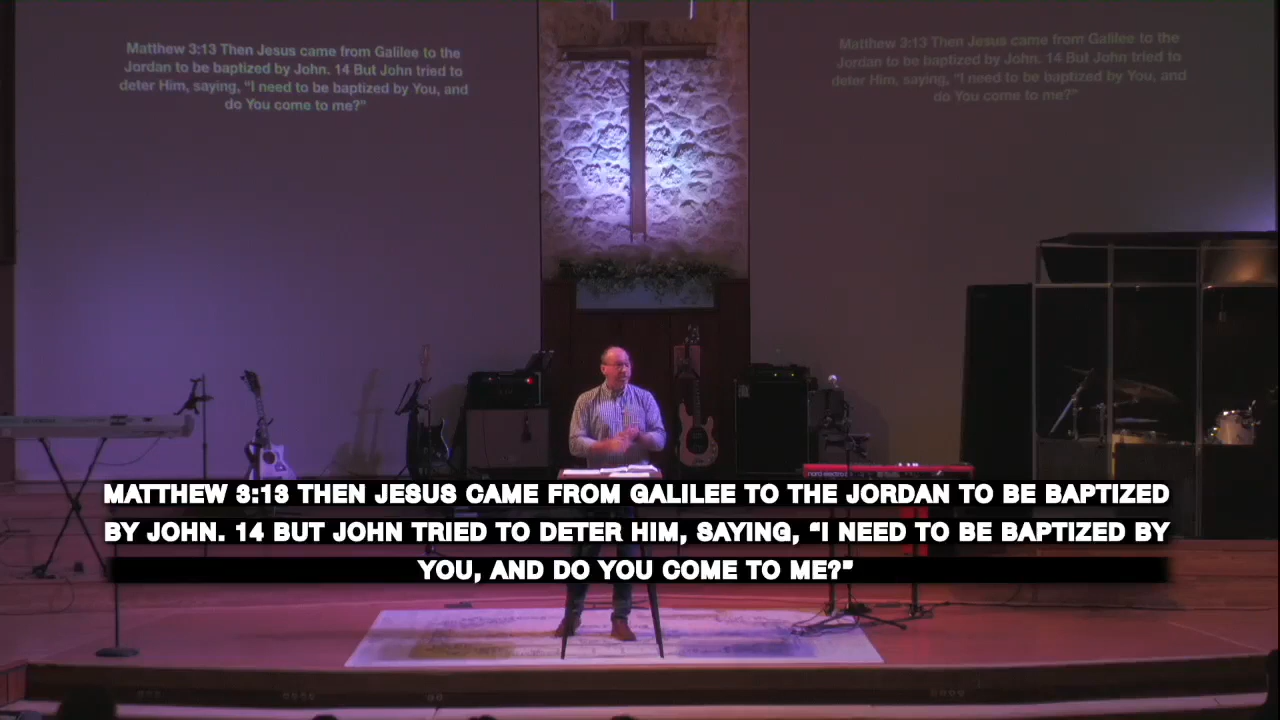 Matthew 3:13 Then Jesus came from Galilee to the
Jordan to be baptized by John. 14 But John tried to
deter Him, saying, “I need to be baptized by You, and
do You come to me?”
Matthew 3:13 Then Jesus came from Galilee to the
Jordan to be baptized by John. 14 But John tried to
deter Him, saying, “I need to be baptized by You, and
do You come to me?”
nord electro
MATTHEW 3:13 THEN JESUS CAME FROM GALILEE TO THE JORDAN TO BE BAPTIZED
BY JOHN. 14 BUT JOHN TRIED TO DETER HIM, SAYING, “I NEED TO BE BAPTIZED BY
YOU, AND DO YOU COME TO ME?”